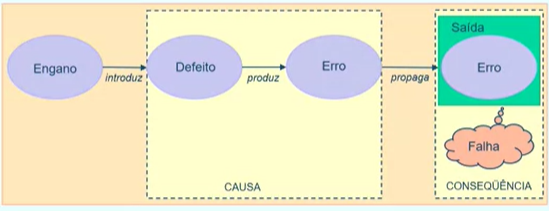 Engano
introduz
Defeito
produz
Erro
propaga
Saída
Erro
Falha
CAUSA
CONSEQÜÊNCIA